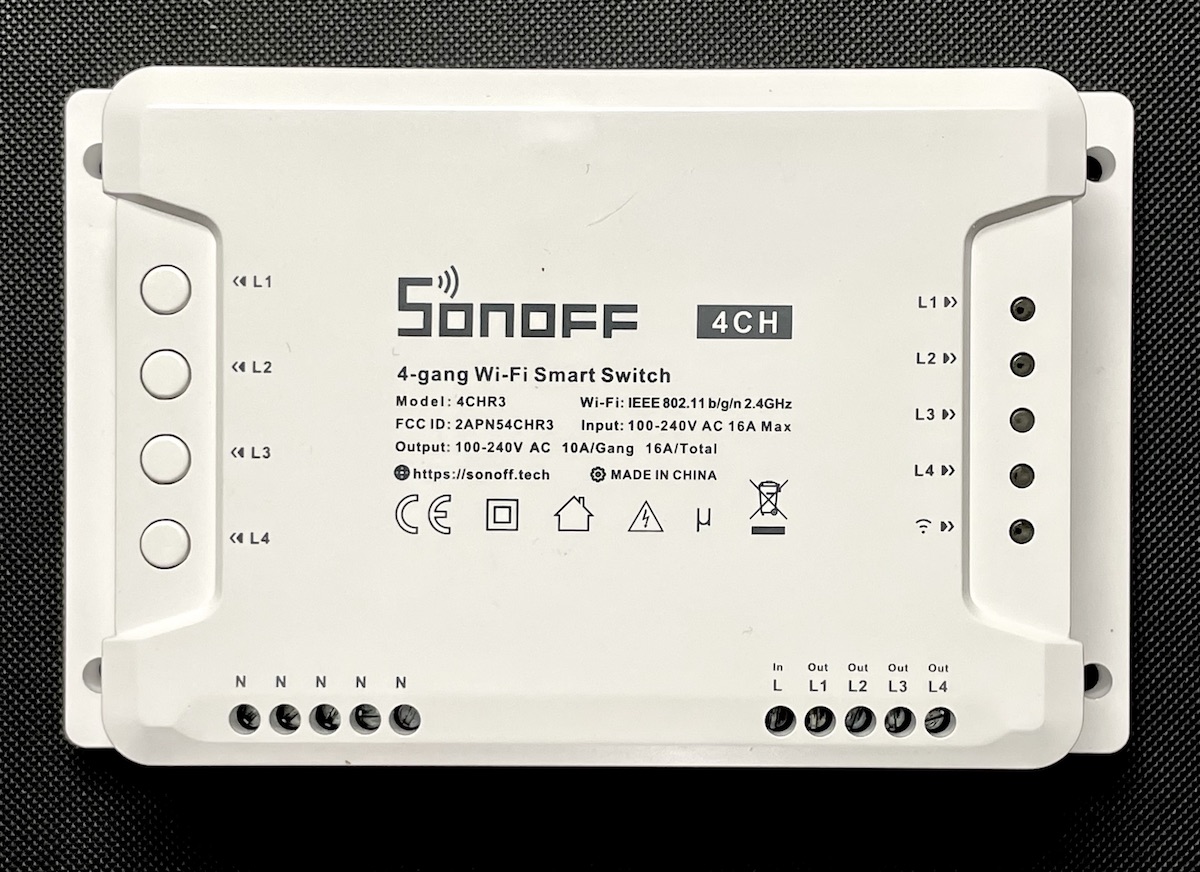 L1
L2
L3
L4
SONOFF 4CH
4-gang Wi-Fi Smart Switch
Model: 4CHR3 Wi-Fi: IEEE 802.11 b/g/n 2.4GHz
FCC ID: 2APN54CHR3 Input: 100-240V AC 16A Max
Output: 100-240V AC 10A/Gang 16A/Total
https://sonoff.tech MADE IN CHINA
CE μ
L1
L2
L3
L4
N N N N N
In Out Out Out Out
L L1 L2 L3 L4